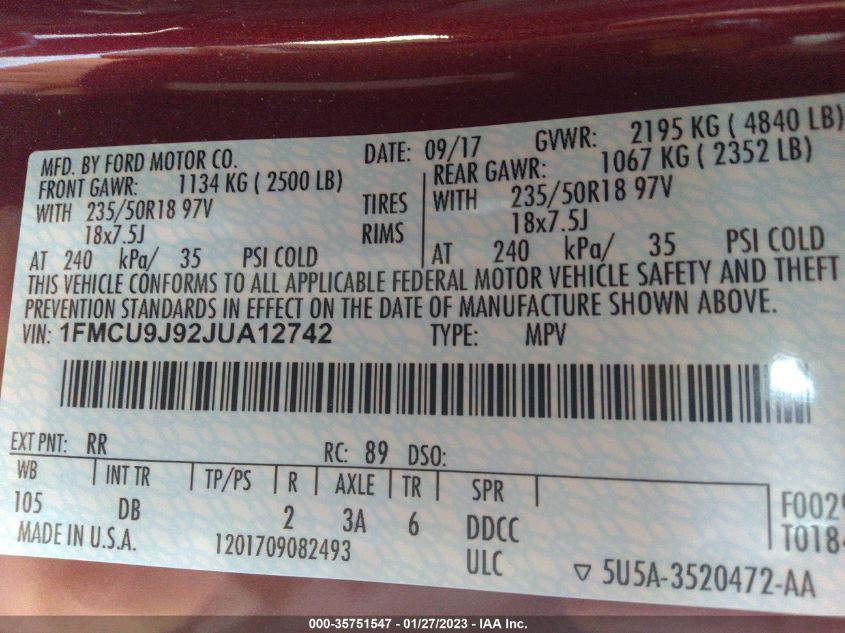 MFD. BY FORD MOTOR CO. DATE: 09/17 GVWR: 2195 KG ( 4840 LB)
FRONT GAWR: 1134 KG ( 2500 LB) REAR GAWR: 1067 KG ( 2352 LB)
WITH 235/50R18 97V TIRES WITH 235/50R18 97V
18x7.5J RIMS 18x7.5J
AT 240 kPa/ 35 PSI COLD AT 240 kPa/ 35 PSI COLD
THIS VEHICLE CONFORMS TO ALL APPLICABLE FEDERAL MOTOR VEHICLE SAFETY AND THEFT
PREVENTION STANDARDS IN EFFECT ON THE DATE OF MANUFACTURE SHOWN ABOVE.
VIN: 1FMCU9J92JUA12742 TYPE: MPV
EXT PNT: RR RC: 89 DSO:
WB INT TR TP/PS R AXLE TR SPR
105 DB 2 3A 6 DDCC
MADE IN U.S.A. 1201709082493 ULC
F002
T018
▽ 5U5A-3520472-AA
000-35751547 - 01/27/2023 - IAA Inc.